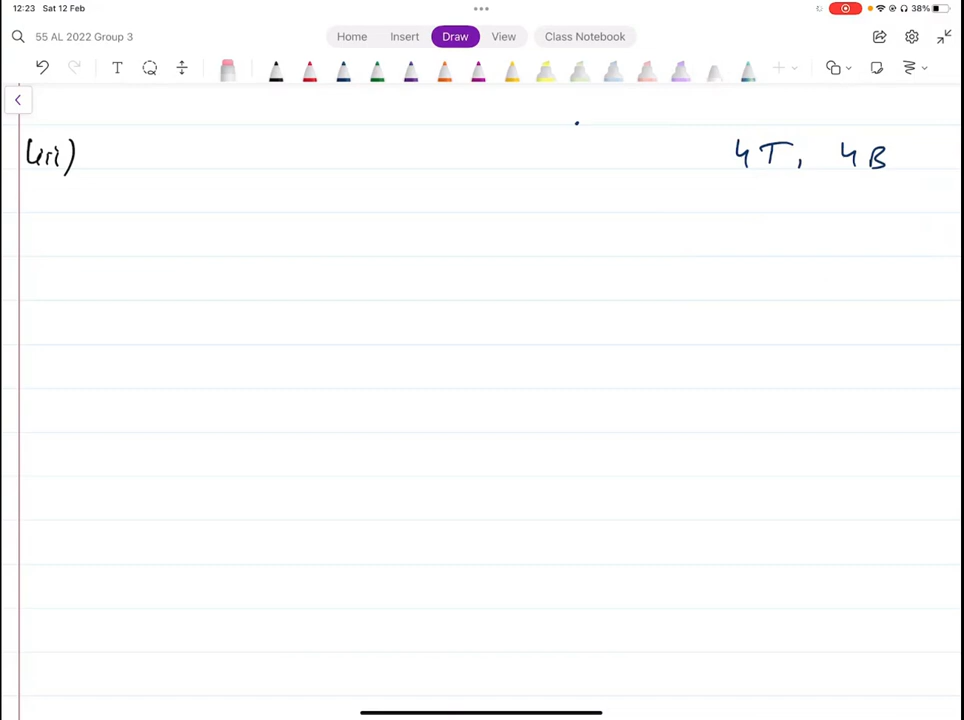 12:23 Sat 12 Feb 38%
55 AL 2022 Group 3 Home Insert Draw View Class Notebook
T
(iii) 4T, 4B